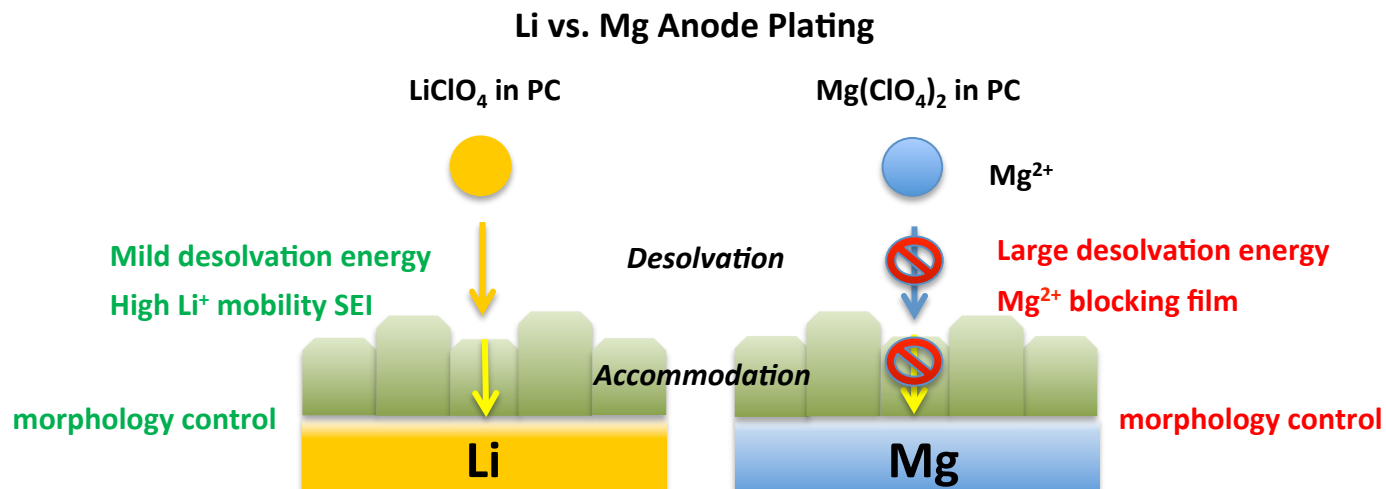 Li vs. Mg Anode Plating
LiClO₄ in PC
Mg(ClO₄)₂ in PC
Mg²⁺
Mild desolvation energy
High Li⁺ mobility SEI
Desolvation
Large desolvation energy
Mg²⁺ blocking film
Accommodation
morphology control
morphology control
Li
Mg